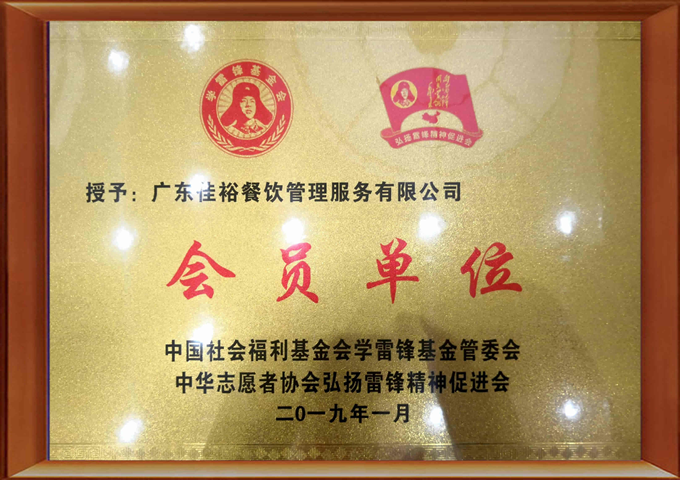 学雷锋基金会
弘扬雷锋精神促进会
授予：广东佳裕餐饮管理服务有限公司
会员单位
中国社会福利基金会学雷锋基金管委会
中华志愿者协会弘扬雷锋精神促进会
二0一九年一月